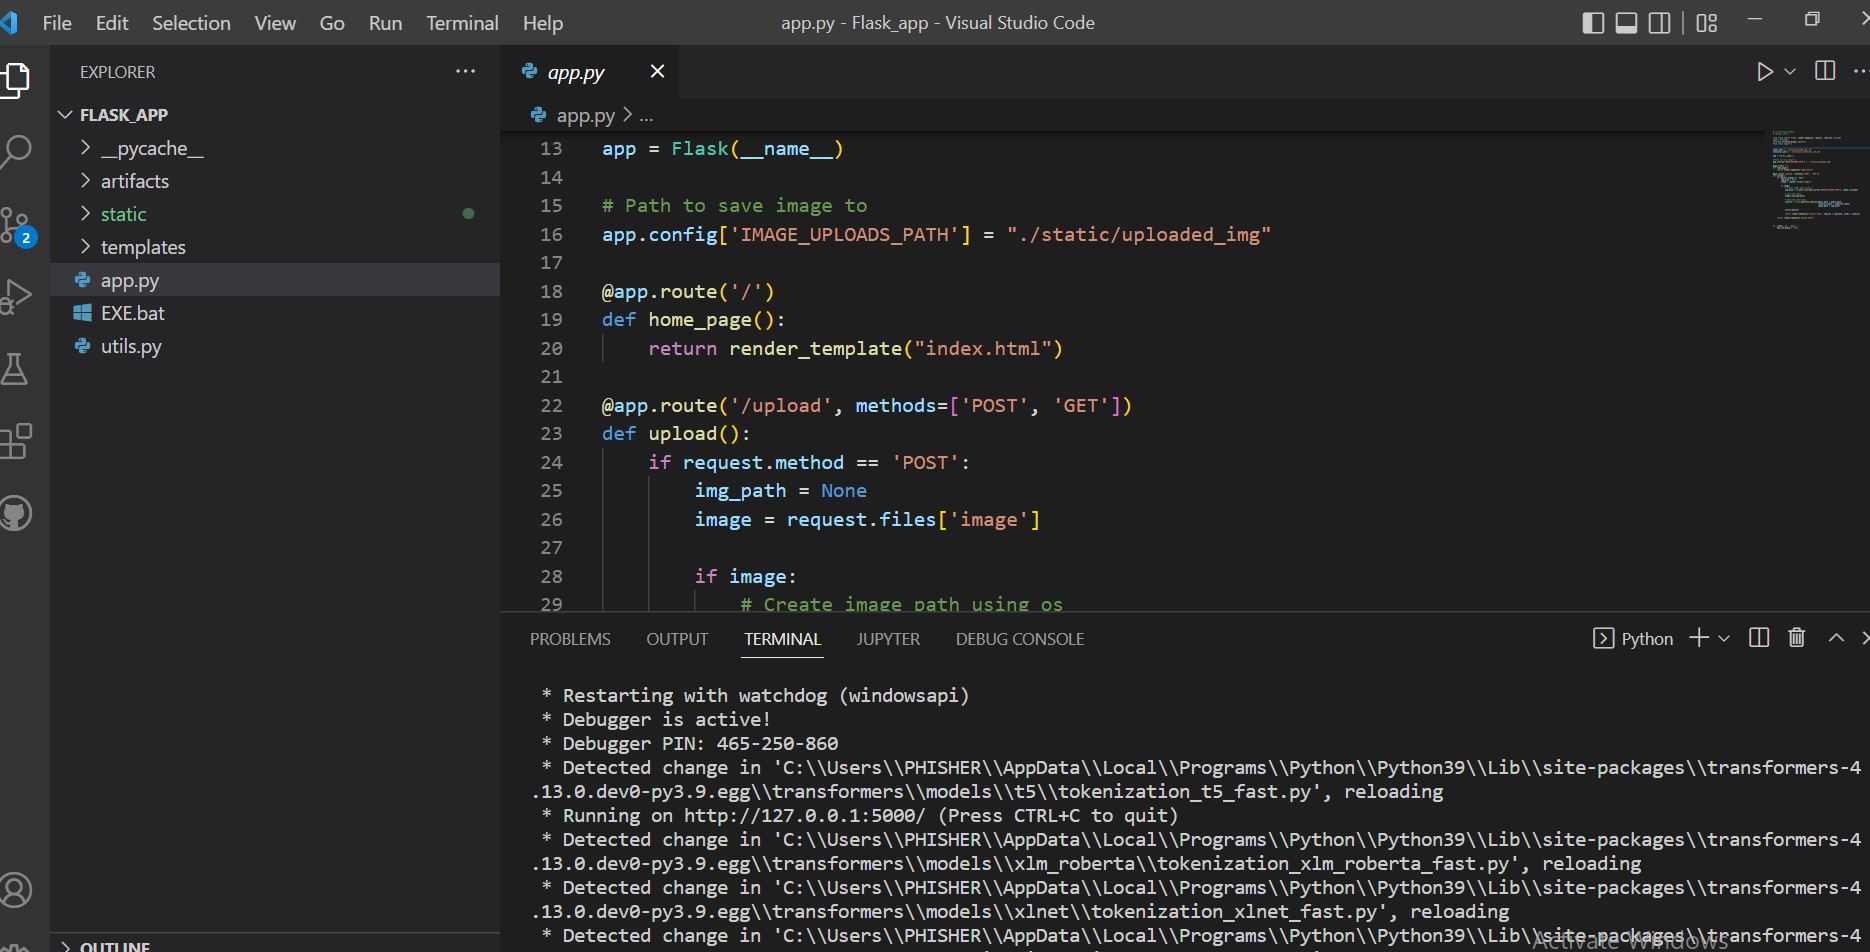 File Edit Selection View Go Run Terminal Help
app.py - Flask_app - Visual Studio Code
EXPLORER
FLASK_APP
__pycache__
artifacts
static
templates
app.py
EXE.bat
utils.py
2
OUTLINE
app.py
app.py > ...
13 app = Flask(__name__)
14
15 # Path to save image to
16 app.config['IMAGE_UPLOADS_PATH'] = "./static/uploaded_img"
17
18 @app.route('/')
19 def home_page():
20 return render_template("index.html")
21
22 @app.route('/upload', methods=['POST', 'GET'])
23 def upload():
24 if request.method == 'POST':
25 img_path = None
26 image = request.files['image']
27
28 if image:
29 # Create image path using os
PROBLEMS OUTPUT TERMINAL JUPYTER DEBUG CONSOLE
Python
* Restarting with watchdog (windowsapi)
* Debugger is active!
* Debugger PIN: 465-250-860
* Detected change in 'C:\\Users\\PHISHER\\AppData\\Local\\Programs\\Python\\Python39\\Lib\\site-packages\\transformers-4
.13.0.dev0-py3.9.egg\\transformers\\models\\t5\\tokenization_t5_fast.py', reloading
* Running on http://127.0.0.1:5000/ (Press CTRL+C to quit)
* Detected change in 'C:\\Users\\PHISHER\\AppData\\Local\\Programs\\Python\\Python39\\Lib\\site-packages\\transformers-4
.13.0.dev0-py3.9.egg\\transformers\\models\\xlm_roberta\\tokenization_xlm_roberta_fast.py', reloading
* Detected change in 'C:\\Users\\PHISHER\\AppData\\Local\\Programs\\Python\\Python39\\Lib\\site-packages\\transformers-4
.13.0.dev0-py3.9.egg\\transformers\\models\\xlnet\\tokenization_xlnet_fast.py', reloading
* Detected change in 'C:\\Users\\PHISHER\\AppData\\Local\\Programs\\Python\\Python39\\Lib\\site-packages\\transformers-4
Activate Windows